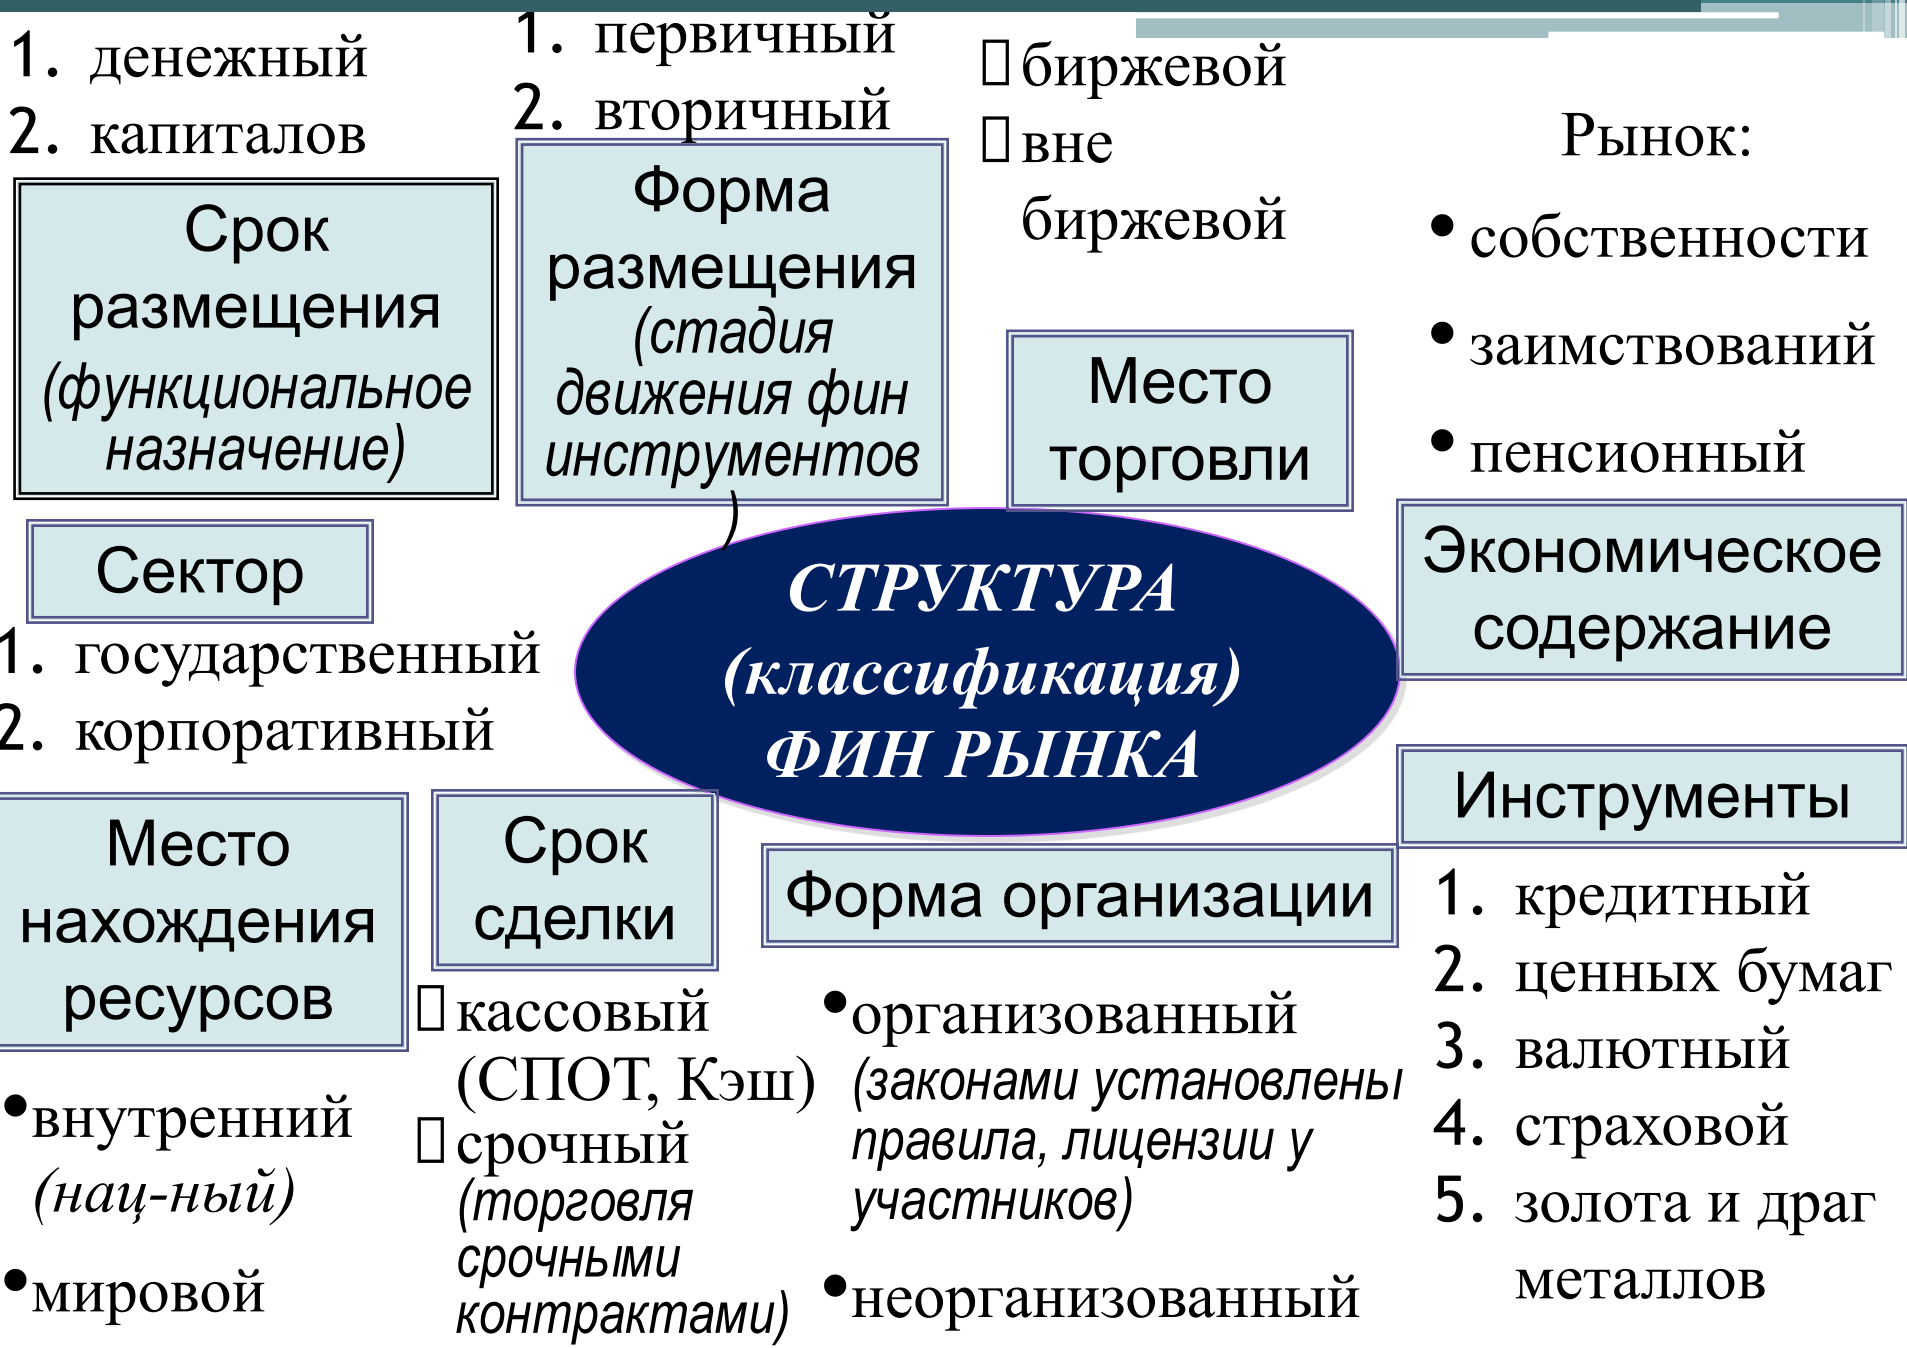 1. денежный
2. капиталов
Срок
размещения
(функциональное
назначение)
1. первичный
2. вторичный
Форма
размещения
(стадия
движения фин
инструментов
)
биржевой
вне
биржевой
Место
торговли
Рынок:
• собственности
• заимствований
• пенсионный
Экономическое
содержание
Сектор
1. государственный
2. корпоративный
СТРУКТУРА
(классификация)
ФИН РЫНКА
Место
нахождения
ресурсов
•внутренний
(нац-ный)
•мировой
Срок
сделки
кассовый
(СПОТ, Кэш)
срочный
(торговля
срочными
контрактами)
Форма организации
•организованный
(законами установлены
правила, лицензии у
участников)
•неорганизованный
Инструменты
1. кредитный
2. ценных бумаг
3. валютный
4. страховой
5. золота и драг
металлов